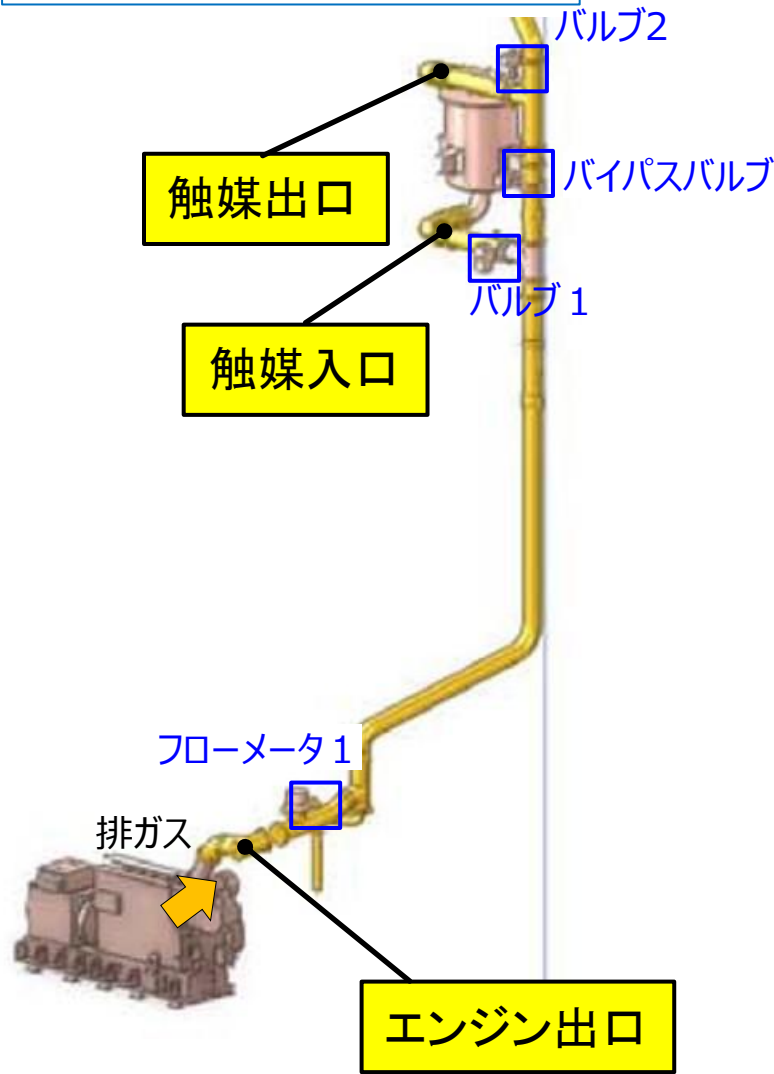 バルブ2
触媒出口
バイパスバルブ
バルブ１
触媒入口
フローメータ１
排ガス
エンジン出口